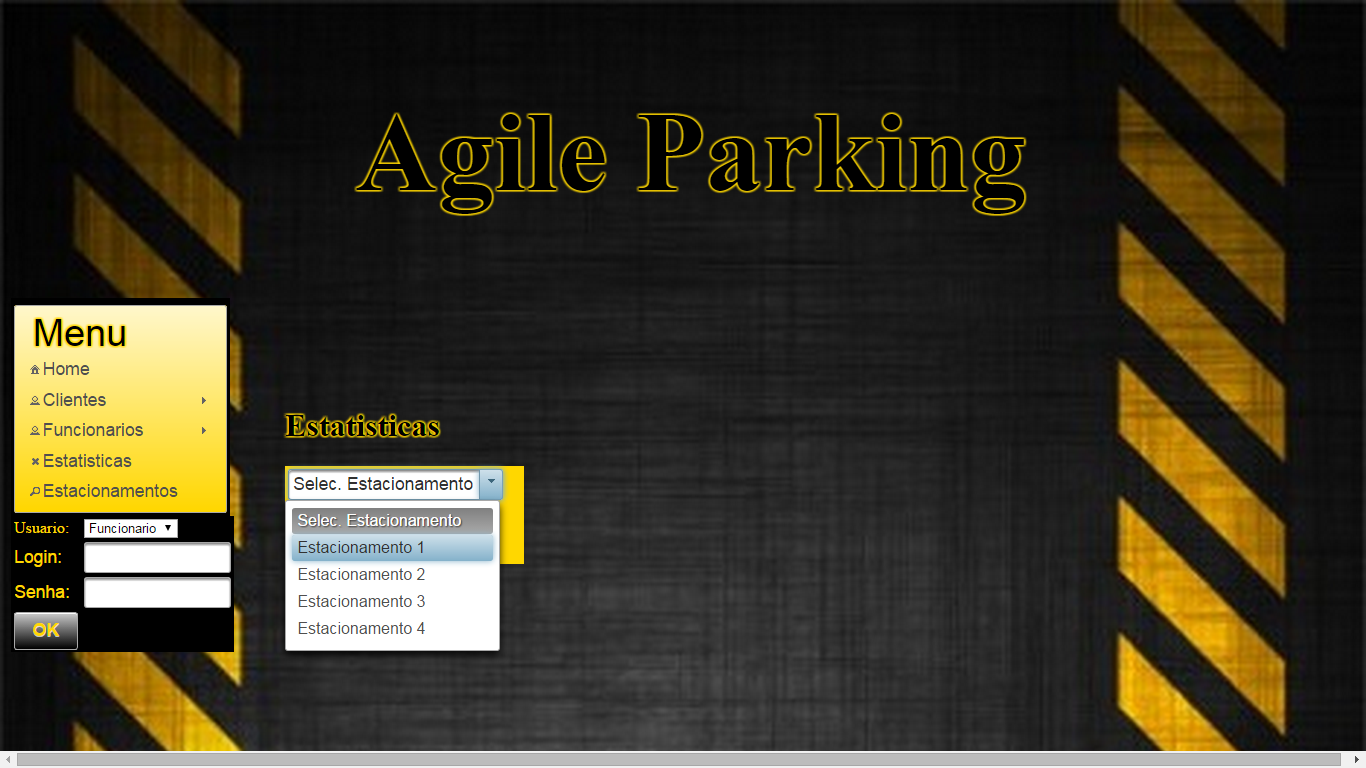 Agile Parking
Menu
Home
Clientes
Funcionarios
Estatisticas
Estacionamentos
Usuario: Funcionario
Login:
Senha:
OK
Estatisticas
Selec. Estacionamento
Selec. Estacionamento
Estacionamento 1
Estacionamento 2
Estacionamento 3
Estacionamento 4